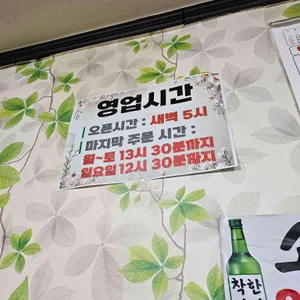 영업시간
오픈시간 : 새벽 5시
마지막 주문 시간 :
월~토 13시 30분까지
일요일 12시 30분까지
착한